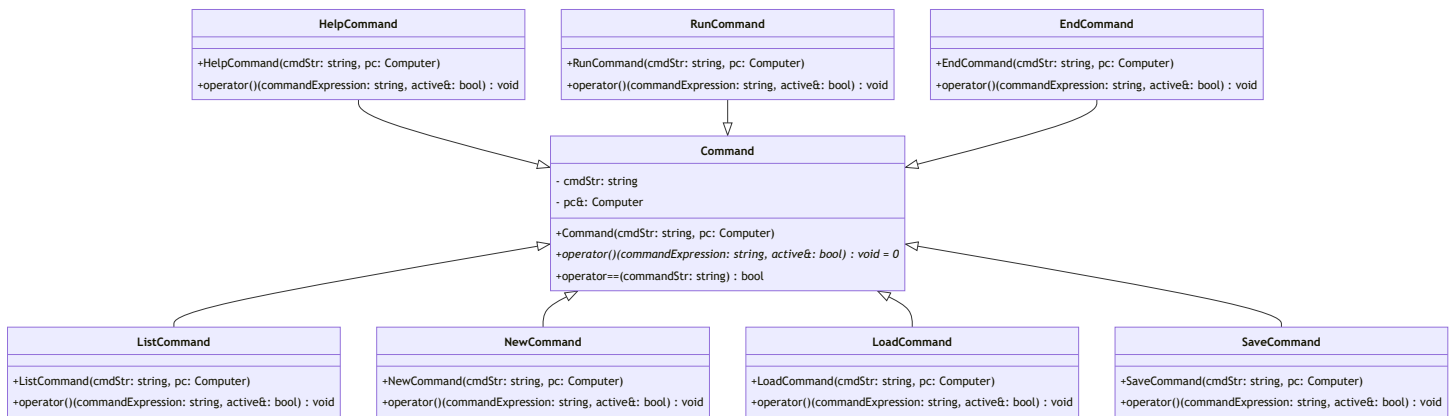 HelpCommand
+HelpCommand(cmdStr: string, pc: Computer)
+operator()(commandExpression: string, active&: bool) : void
RunCommand
+RunCommand(cmdStr: string, pc: Computer)
+operator()(commandExpression: string, active&: bool) : void
EndCommand
+EndCommand(cmdStr: string, pc: Computer)
+operator()(commandExpression: string, active&: bool) : void
Command
- cmdStr: string
- pc&: Computer
+Command(cmdStr: string, pc: Computer)
+operator()(commandExpression: string, active&: bool) : void = 0
+operator==(commandStr: string) : bool
ListCommand
+ListCommand(cmdStr: string, pc: Computer)
+operator()(commandExpression: string, active&: bool) : void
NewCommand
+NewCommand(cmdStr: string, pc: Computer)
+operator()(commandExpression: string, active&: bool) : void
LoadCommand
+LoadCommand(cmdStr: string, pc: Computer)
+operator()(commandExpression: string, active&: bool) : void
SaveCommand
+SaveCommand(cmdStr: string, pc: Computer)
+operator()(commandExpression: string, active&: bool) : void